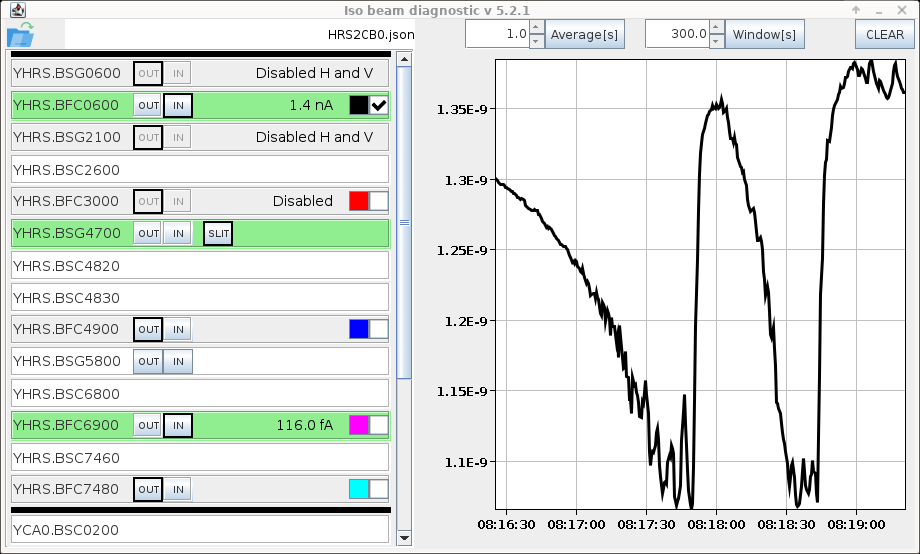 Iso beam diagnostic v 5.2.1
HRS2CB0.json
1.0 Average[s] 300.0 Window[s] CLEAR
YHRS.BSG0600 OUT IN Disabled H and V
YHRS.BFC0600 OUT IN 1.4 nA
YHRS.BSG2100 OUT IN Disabled H and V
YHRS.BSC2600
YHRS.BFC3000 OUT IN Disabled
YHRS.BSG4700 OUT IN SLIT
YHRS.BSC4820
YHRS.BSC4830
YHRS.BFC4900 OUT IN
YHRS.BSG5800 OUT IN
YHRS.BSC6800
YHRS.BFC6900 OUT IN 116.0 fA
YHRS.BSC7460
YHRS.BFC7480 OUT IN
YCA0.BSC0200
1.35E-9
1.3E-9
1.25E-9
1.2E-9
1.15E-9
1.1E-9
08:16:30 08:17:00 08:17:30 08:18:00 08:18:30 08:19:00